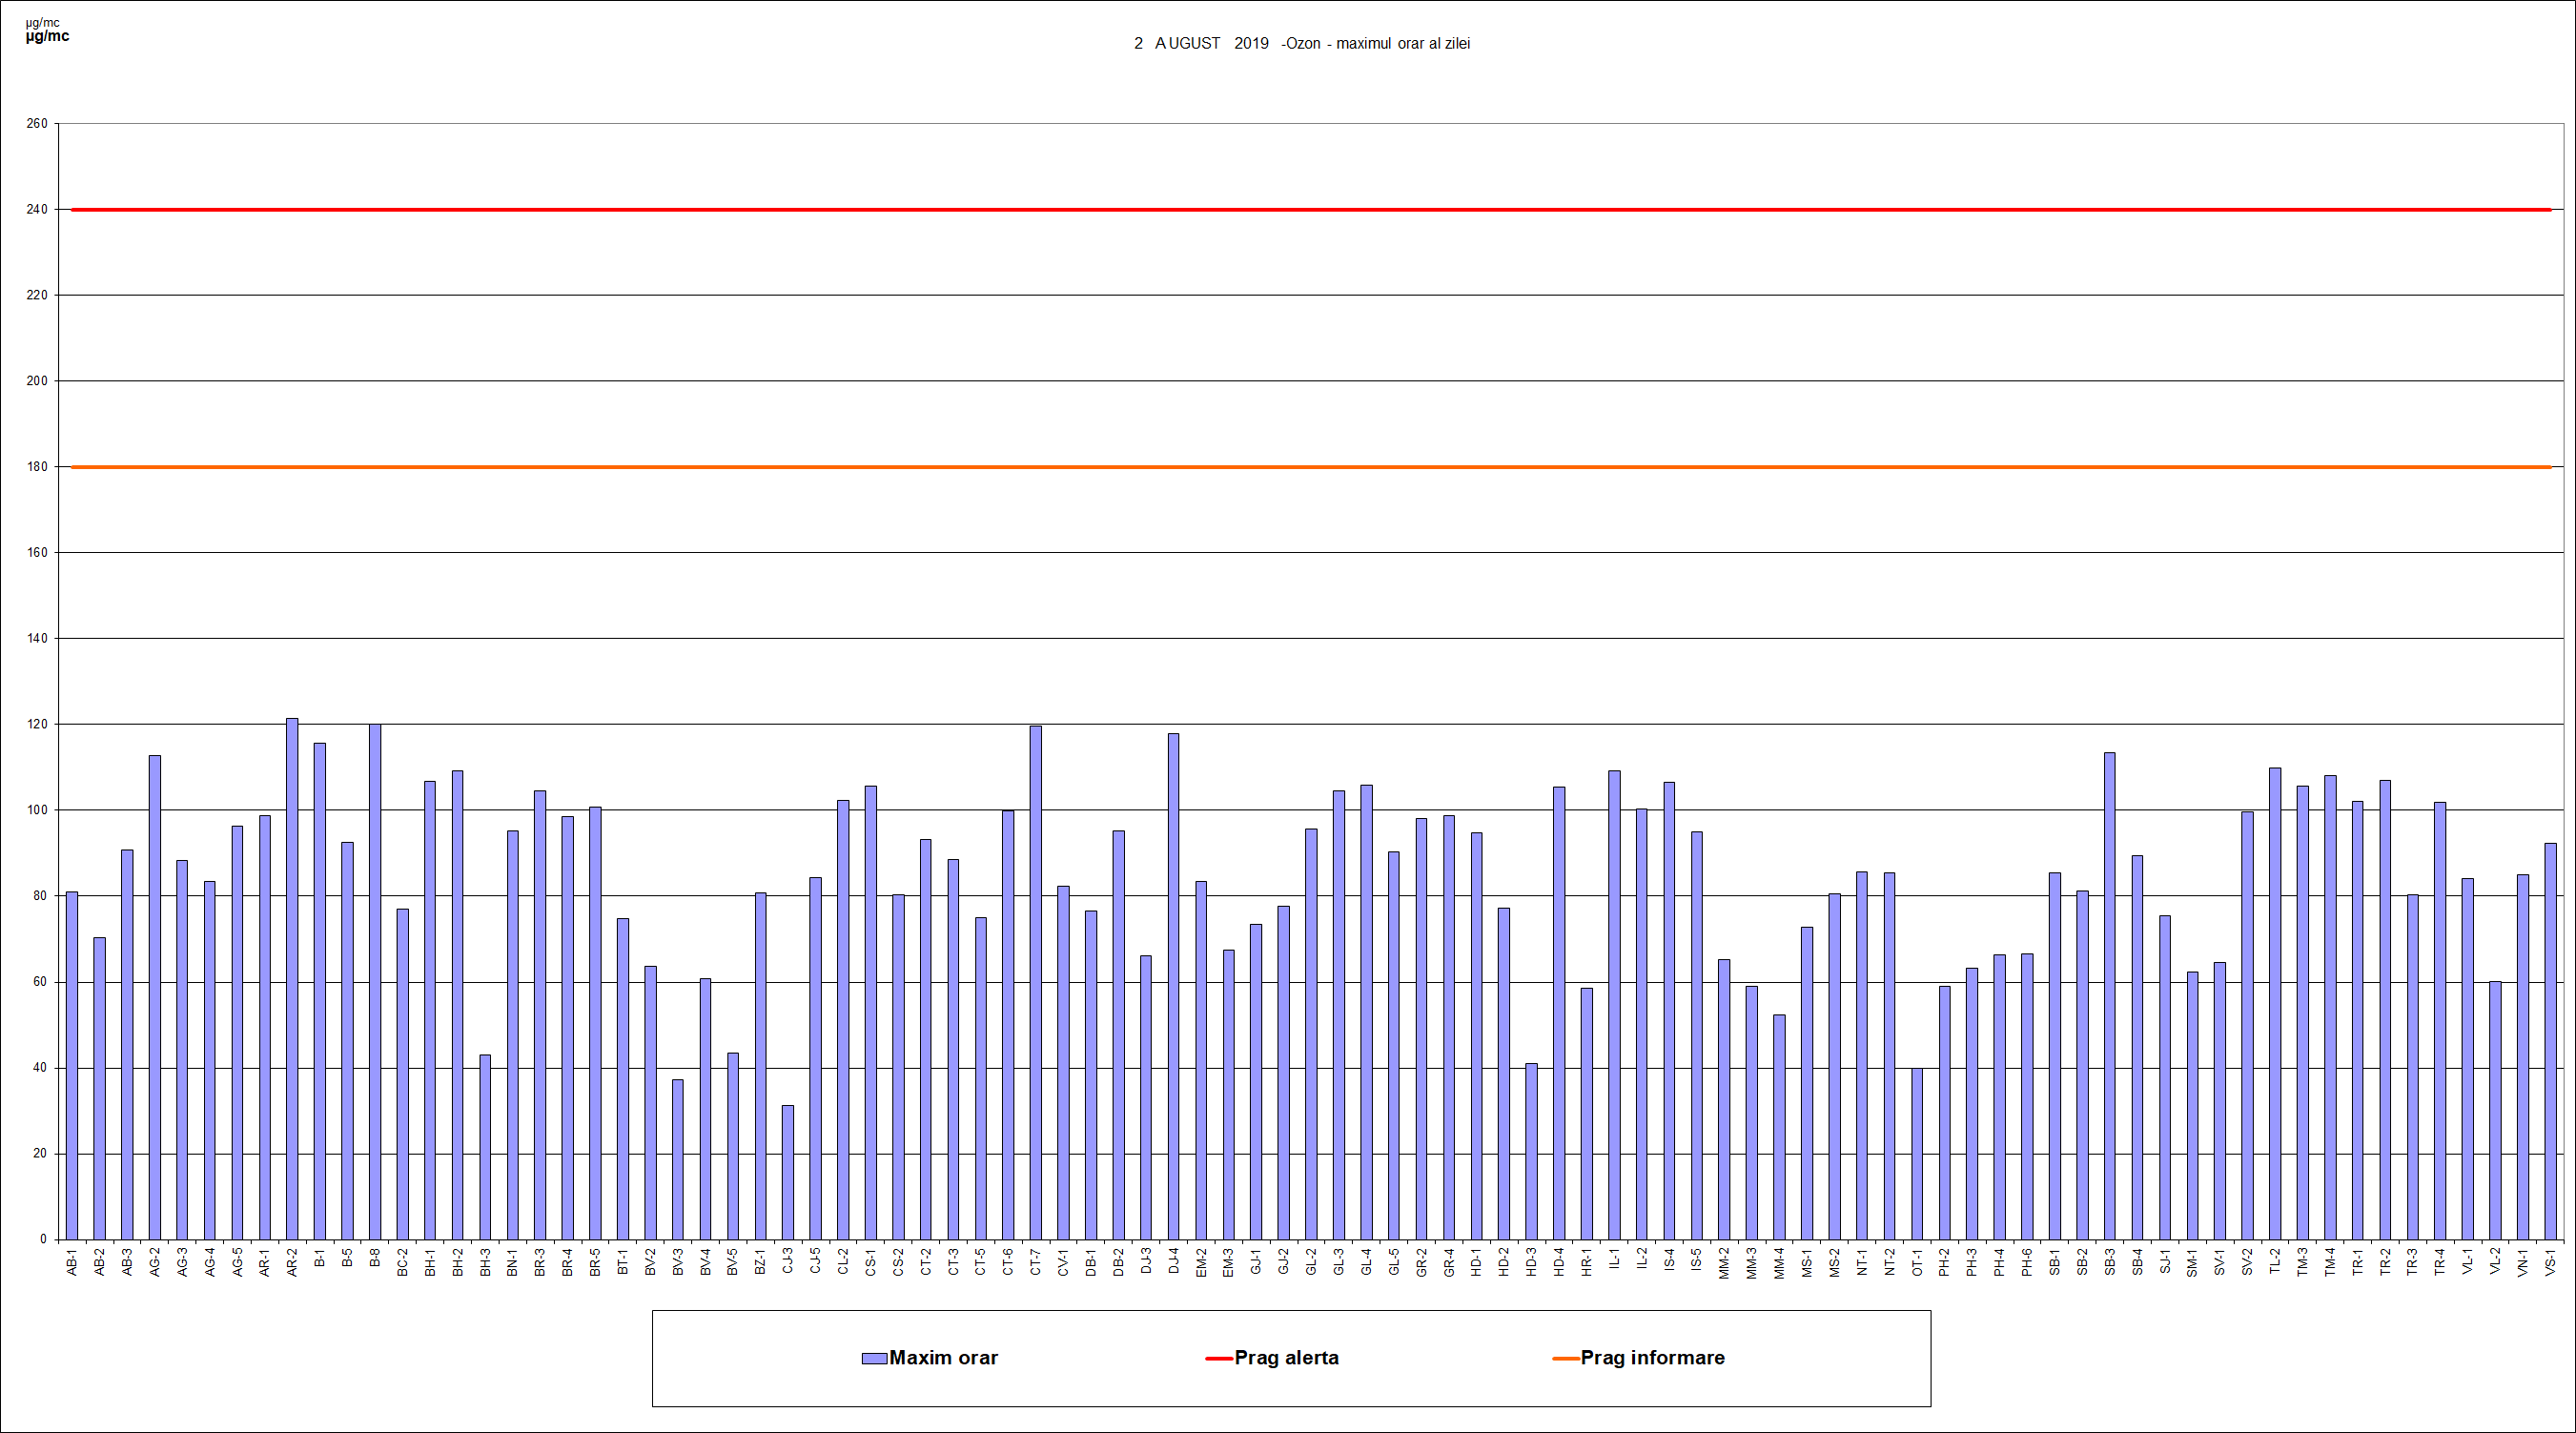 µg/mc
µg/mc
2 AUGUST 2019 -Ozon - maximul orar al zilei
260
240
220
200
180
160
140
120
100
80
60
40
20
0
AB-1 AB-2 AB-3 AG-2 AG-3 AG-4 AG-5 AR-1 AR-2 B-1 B-5 B-8 BC-2 BH-1 BH-2 BH-3 BN-1 BR-3 BR-4 BR-5 BT-1 BV-2 BV-3 BV-4 BV-5 BZ-1 CJ-3 CJ-5 CL-2 CS-1 CS-2 CT-2 CT-3 CT-5 CT-6 CT-7 CV-1 DB-1 DB-2 DJ-3 DJ-4 EM-2 EM-3 GJ-1 GJ-2 GL-2 GL-3 GL-4 GL-5 GR-2 GR-4 HD-1 HD-2 HD-3 HD-4 HR-1 IL-1 IL-2 IS-4 IS-5 MM-2 MM-3 MM-4 MS-1 MS-2 NT-1 NT-2 OT-1 PH-2 PH-3 PH-4 PH-6 SB-1 SB-2 SB-3 SB-4 SJ-1 SM-1 SV-1 SV-2 TL-2 TM-3 TM-4 TR-1 TR-2 TR-3 TR-4 VL-1 VL-2 VN-1 VS-1
Maxim orar Prag alerta Prag informare